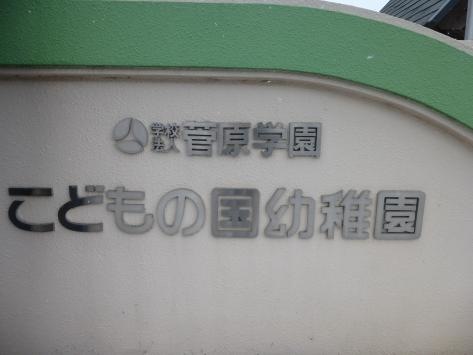 学校法人 菅原学園
こどもの国幼稚園